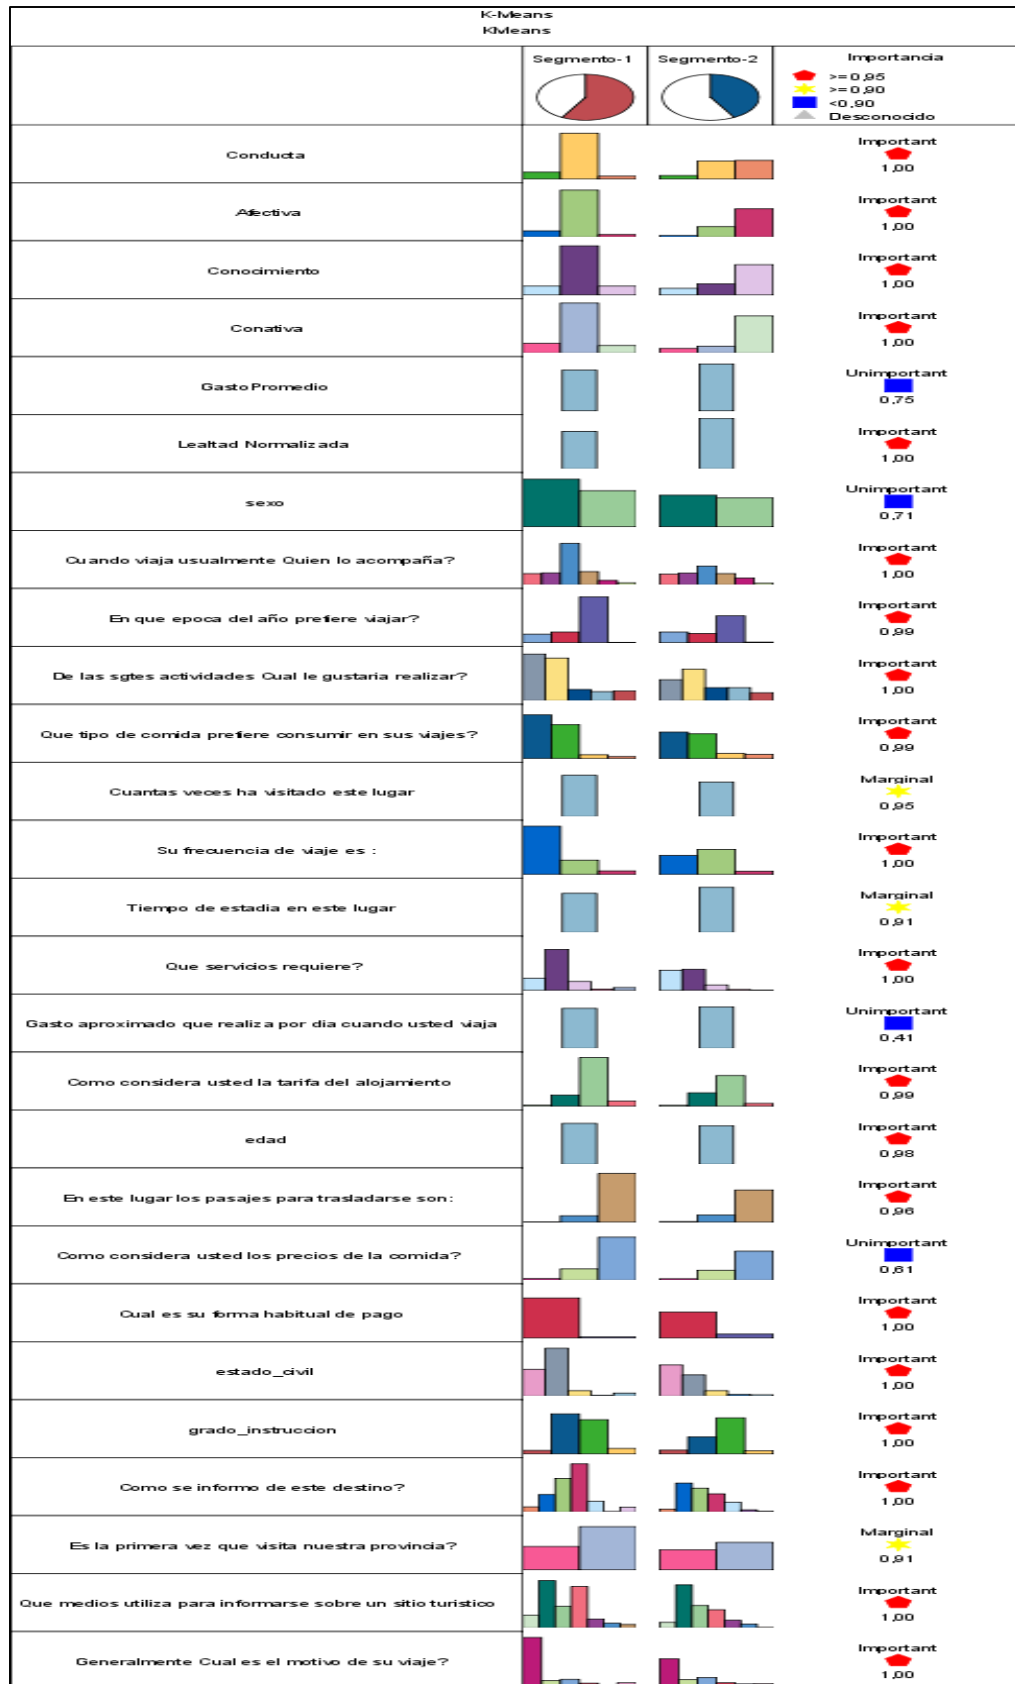 K-Means
KMeans
Segmento-1 Segmento-2 Importancia
>= 0,95
>= 0,90
<0,90
Desconocido
Conducta Important
1,00
Afectiva Important
1,00
Conocimiento Important
1,00
Conativa Important
1,00
Gasto Promedio Unimportant
0,75
Lealtad Normalizada Important
1,00
sexo Unimportant
0,71
Cuando viaja usualmente Quien lo acompaña? Important
1,00
En que epoca del año prefiere viajar? Important
0,99
De las sgtes actividades Cual le gustaria realizar? Important
1,00
Que tipo de comida prefiere consumir en sus viajes? Important
0,99
Cuantas veces ha visitado este lugar Marginal
0,95
Su frecuencia de viaje es : Important
1,00
Tiempo de estadia en este lugar Marginal
0,91
Que servicios requiere? Important
1,00
Gasto aproximado que realiza por dia cuando usted viaja Unimportant
0,41
Como considera usted la tarifa del alojamiento Important
0,99
edad Important
0,98
En este lugar los pasajes para trasladarse son: Important
0,96
Como considera usted los precios de la comida? Unimportant
0,61
Cual es su forma habitual de pago Important
1,00
estado_civil Important
1,00
grado_instruccion Important
1,00
Como se informo de este destino? Important
1,00
Es la primera vez que visita nuestra provincia? Marginal
0,91
Que medios utiliza para informarse sobre un sitio turistico Important
1,00
Generalmente Cual es el motivo de su viaje? Important
1,00